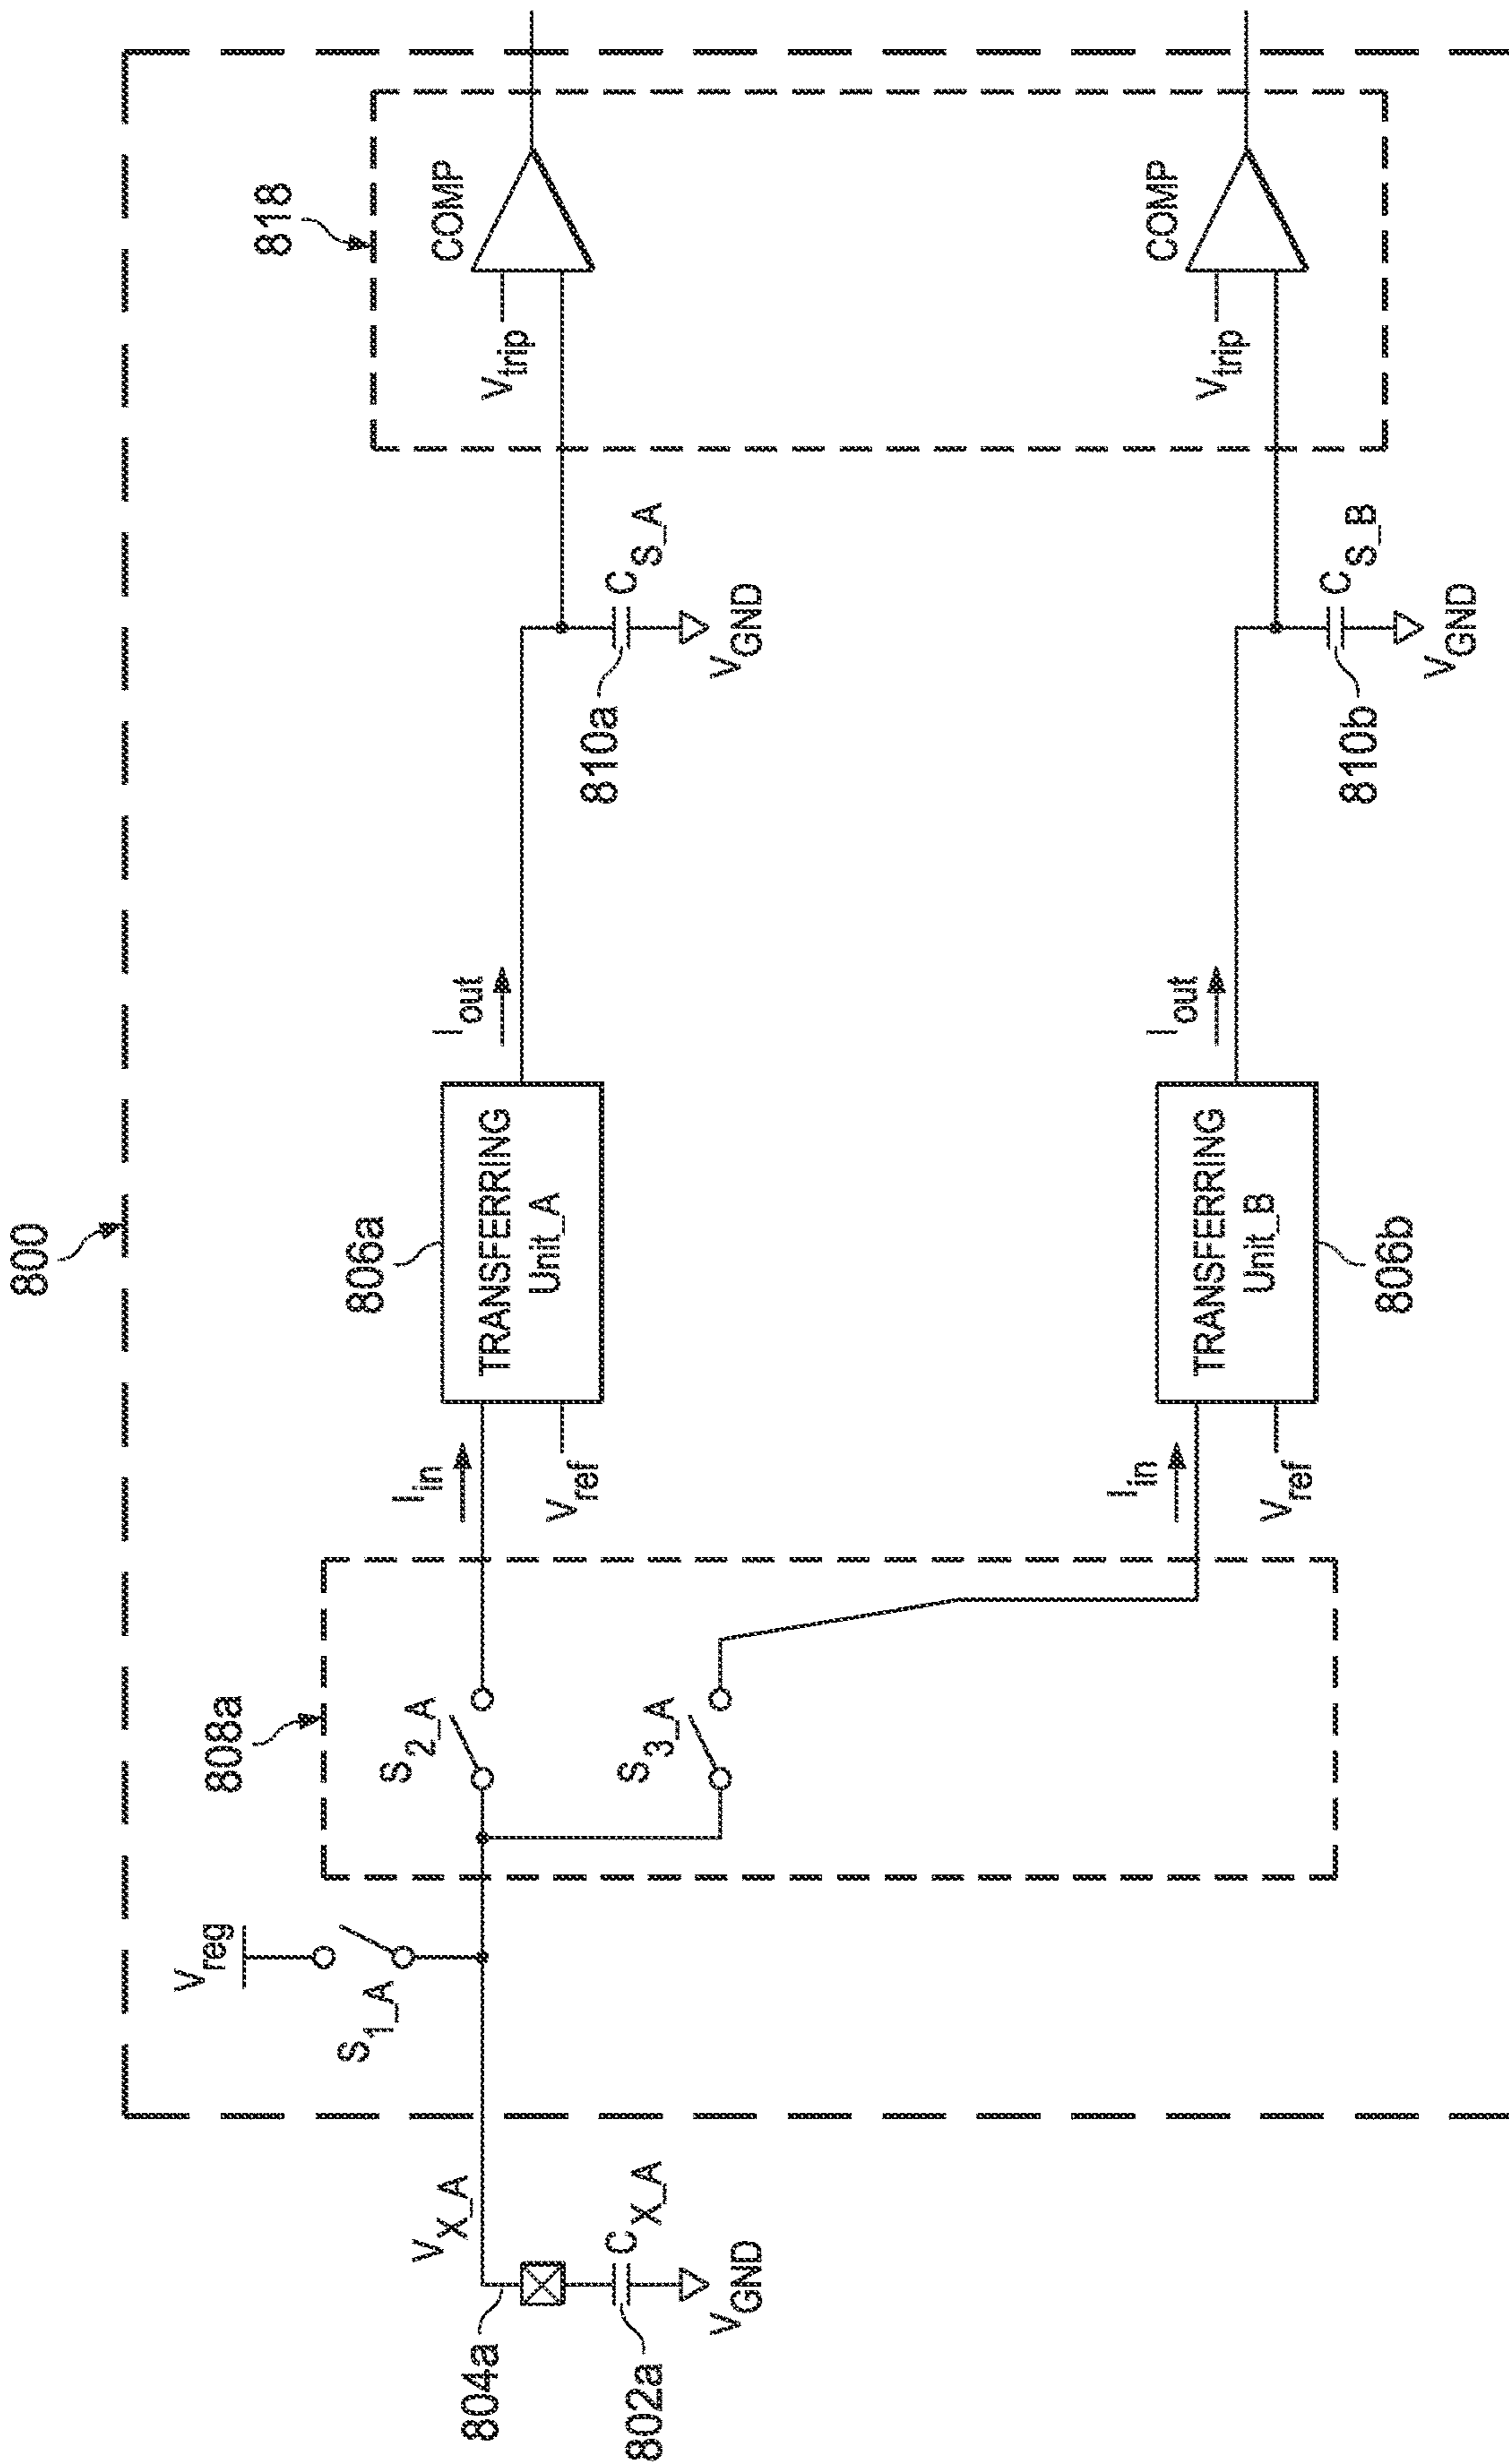 800
818
COMP
V_trip
C_S_A
810a
V_GND
I_out
806a
TRANSFERRING
Unit_A
I_in
V_ref
808a
S_2_A
S_3_A
V_reg
S_1_A
V_X_A
804a
C_X_A
802a
V_GND
COMP
V_trip
C_S_B
810b
V_GND
I_out
TRANSFERRING
Unit_B
806b
I_in
V_ref